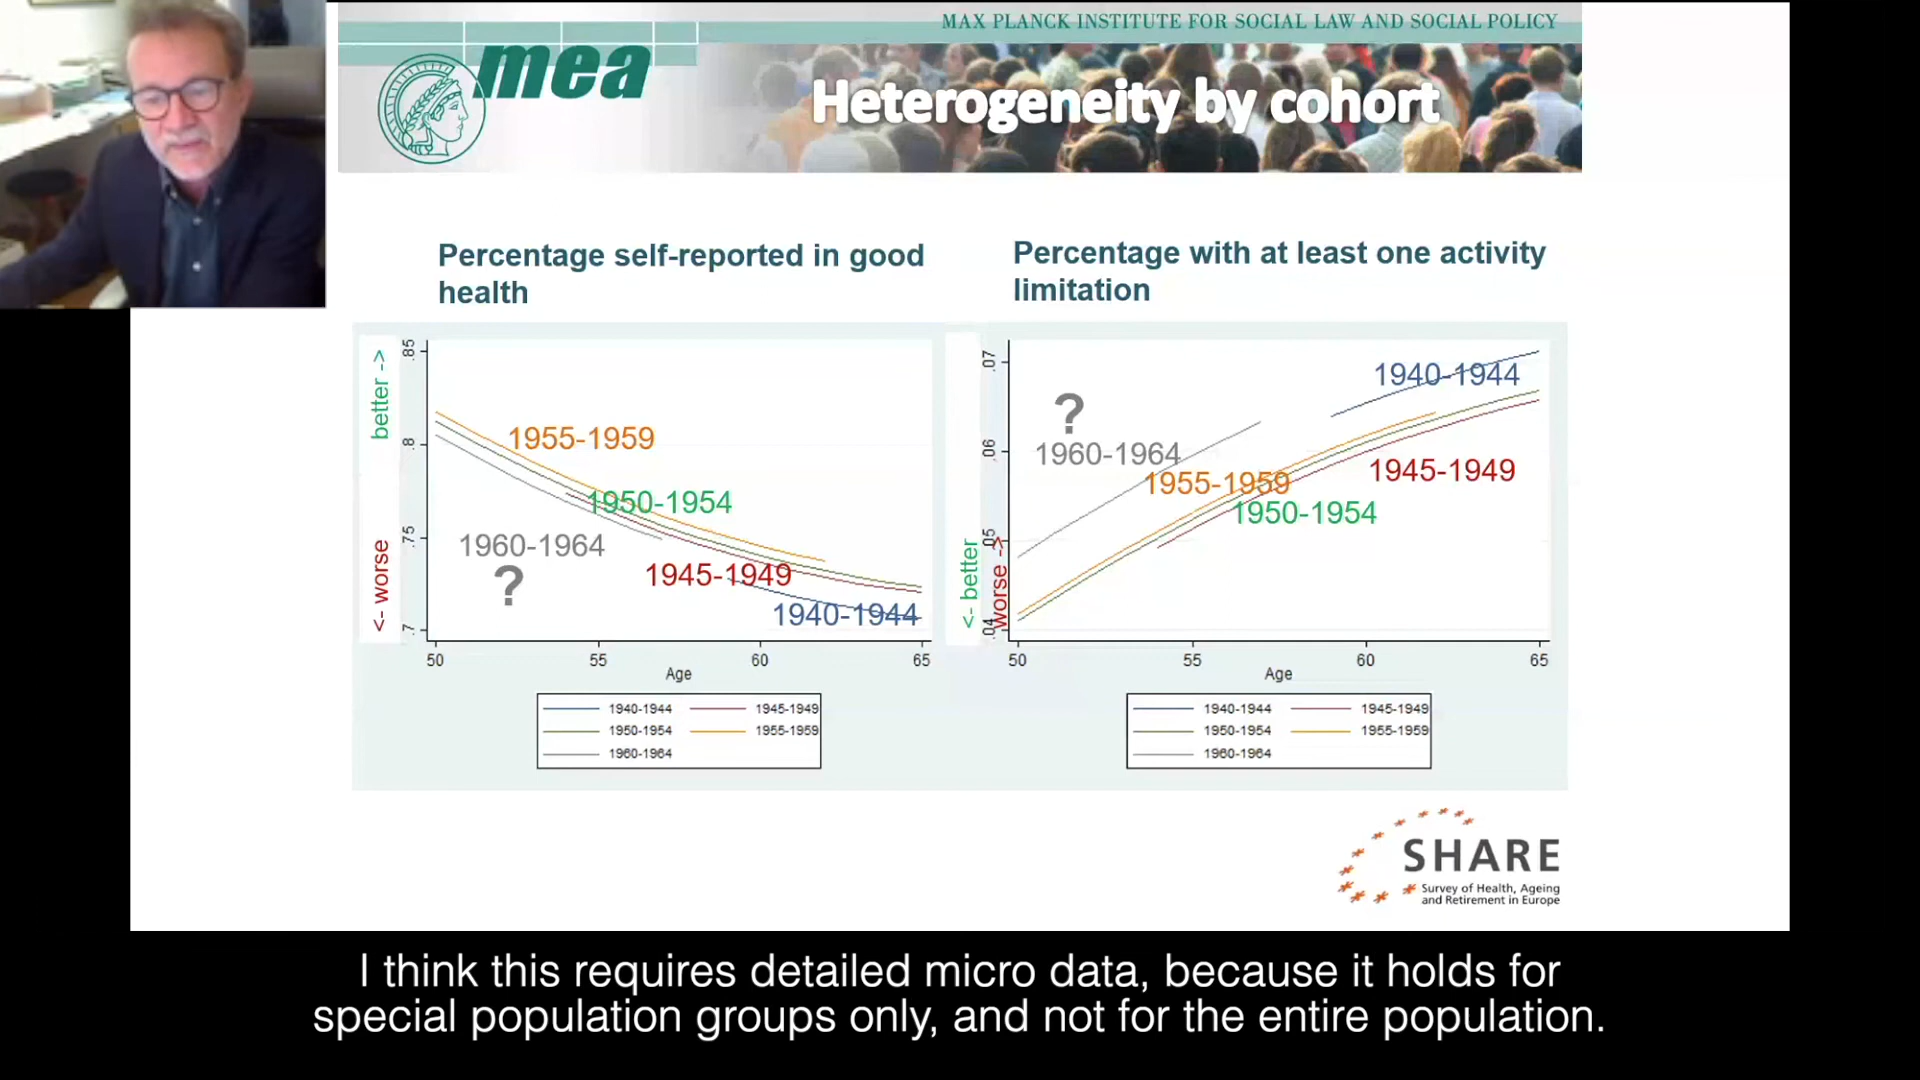 MAX PLANCK INSTITUTE FOR SOCIAL LAW AND SOCIAL POLICY
mea
Heterogeneity by cohort
Percentage self-reported in good
health
better ->
<- worse
.85
.8
.75
.7
1955-1959
1950-1954
1960-1964
?
1945-1949
1940-1944
50 55 60 65
Age
1940-1944 1945-1949
1950-1954 1955-1959
1960-1964
Percentage with at least one activity
limitation
<- better
worse ->
.07
.06
.05
.04
1940-1944
?
1960-1964
1955-1959
1945-1949
1950-1954
50 55 60 65
Age
1940-1944 1945-1949
1950-1954 1955-1959
1960-1964
SHARE
Survey of Health, Ageing
and Retirement in Europe
I think this requires detailed micro data, because it holds for
special population groups only, and not for the entire population.